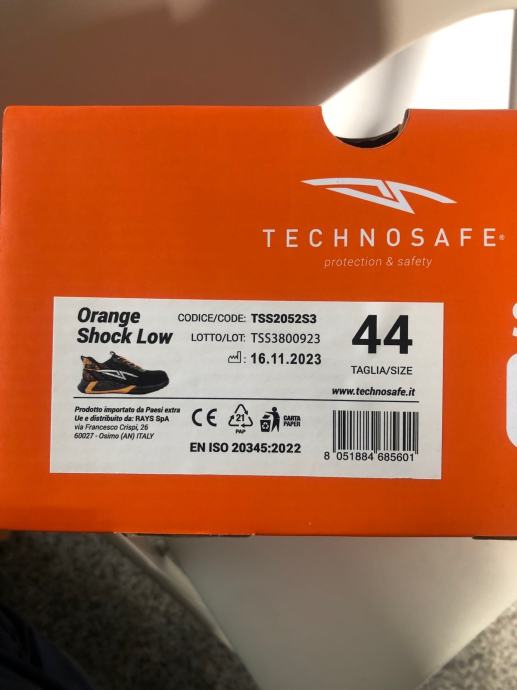 TECHNOSAFE®
protection & safety
Orange
Shock Low
CODICE/CODE: TSS2052S3
LOTTO/LOT: TSS3800923
: 16.11.2023
44
TAGLIA/SIZE
www.technosafe.it
Prodotto importato da Paesi extra
Ue e distribuito da: RAYS SpA
via Francesco Crispi, 26
60027 - Osimo (AN) ITALY
CE
21
PAP
CARTA
PAPER
EN ISO 20345:2022
8 051884 685601